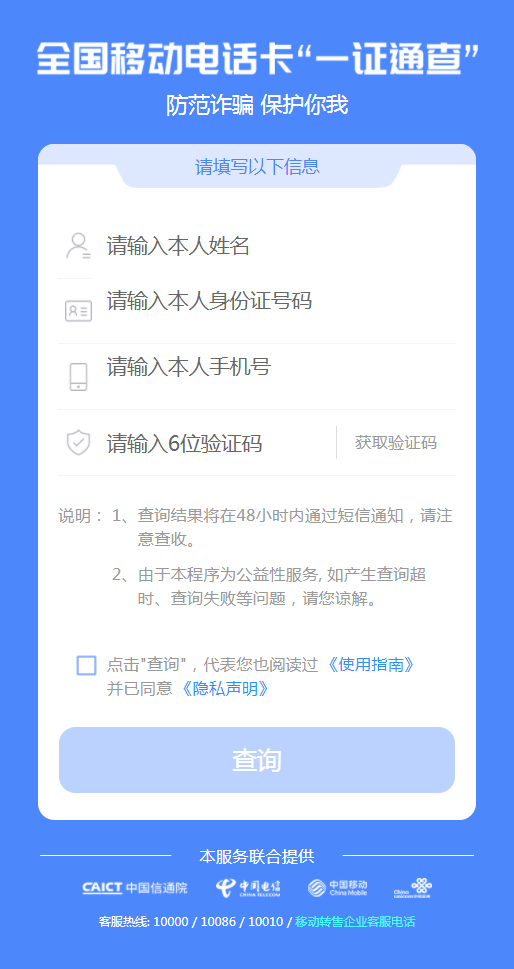 全国移动电话卡“一证通查”
防范诈骗 保护你我
请填写以下信息
请输入本人姓名
请输入本人身份证号码
请输入本人手机号
请输入6位验证码 获取验证码
说明： 1、查询结果将在48小时内通过短信通知，请注
意查收。
2、由于本程序为公益性服务, 如产生查询超
时、查询失败等问题，请您谅解。
点击"查询"，代表您也阅读过《使用指南》
并已同意《隐私声明》
查询
本服务联合提供
CAICT 中国信通院 中国电信 CHINA TELECOM 中国移动 China Mobile China
客服热线: 10000 / 10086 / 10010 / 移动转售企业客服电话